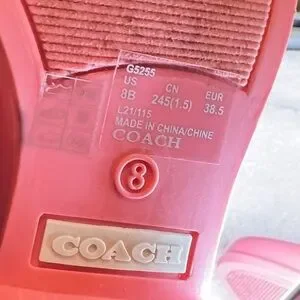 G5255
US CN EUR
8B 245(1.5) 38.5
L21/115
MADE IN CHINA/CHINE
COACH
8
COACH